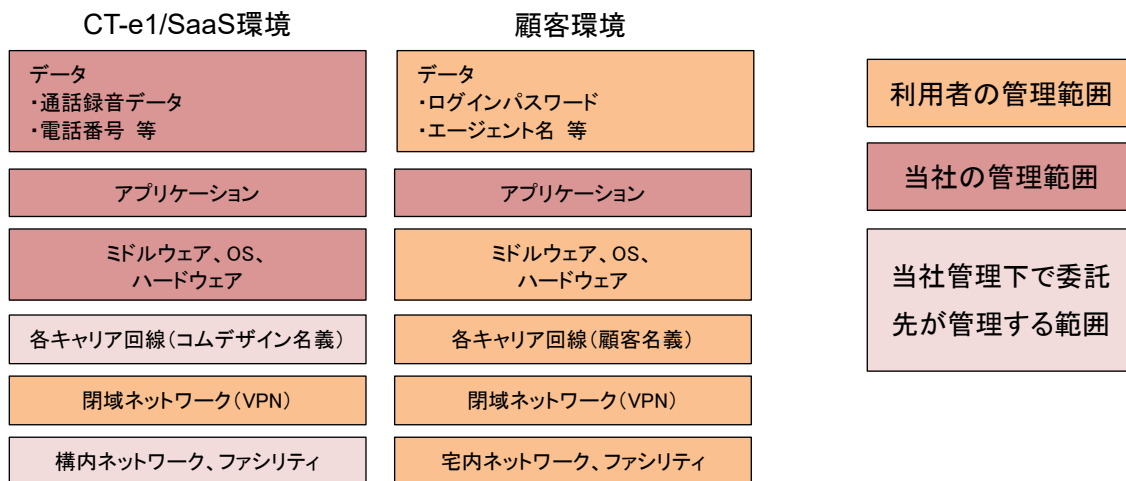 CT-e1/SaaS環境
顧客環境
データ
・通話録音データ
・電話番号 等
データ
・ログインパスワード
・エージェント名 等
アプリケーション
アプリケーション
ミドルウェア、OS、
ハードウェア
ミドルウェア、OS、
ハードウェア
各キャリア回線(コムデザイン名義)
各キャリア回線(顧客名義)
閉域ネットワーク(VPN)
閉域ネットワーク(VPN)
構内ネットワーク、ファシリティ
宅内ネットワーク、ファシリティ
利用者の管理範囲
当社の管理範囲
当社管理下で委託
先が管理する範囲